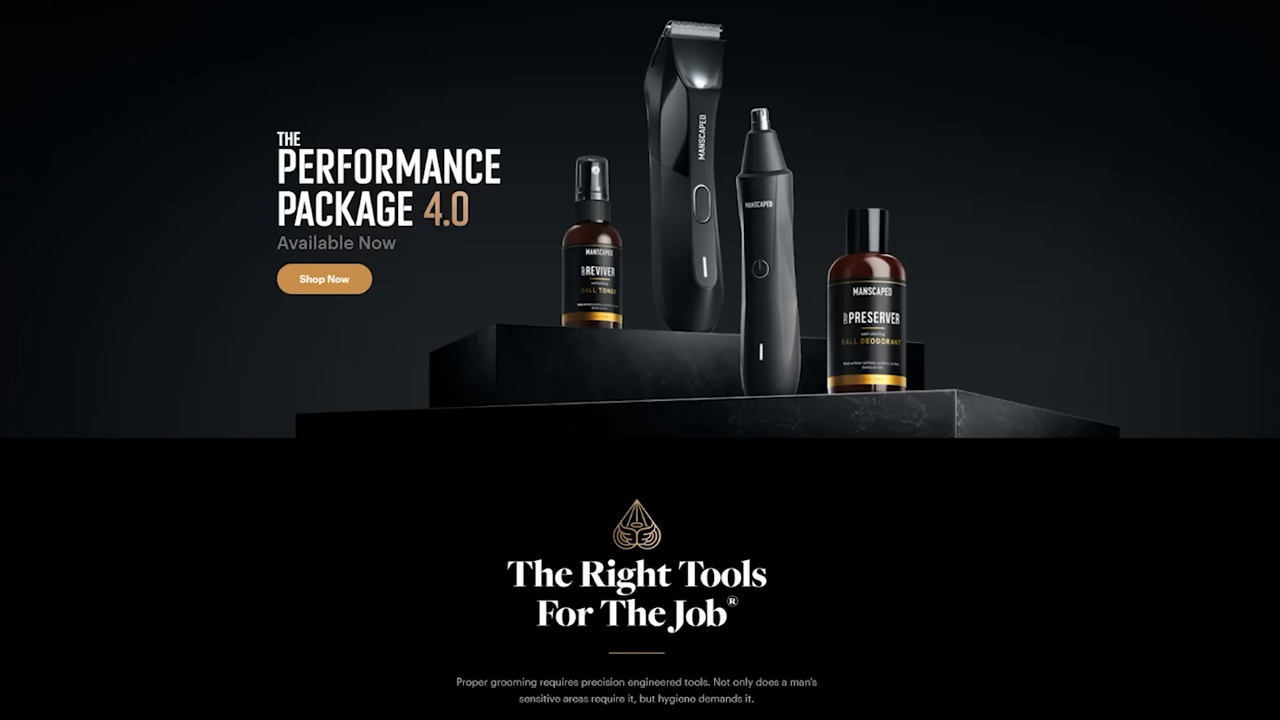 THE
PERFORMANCE
PACKAGE 4.0
Available Now
Shop Now
MANSCAPED
MANSCAPED
MANSCAPED
REVIVER
BALL TONER
MANSCAPED
PRESERVER
BALL DEODORANT
The Right Tools
For The Job®
Proper grooming requires precision engineered tools. Not only does a man's
sensitive areas require it, but hygiene demands it.